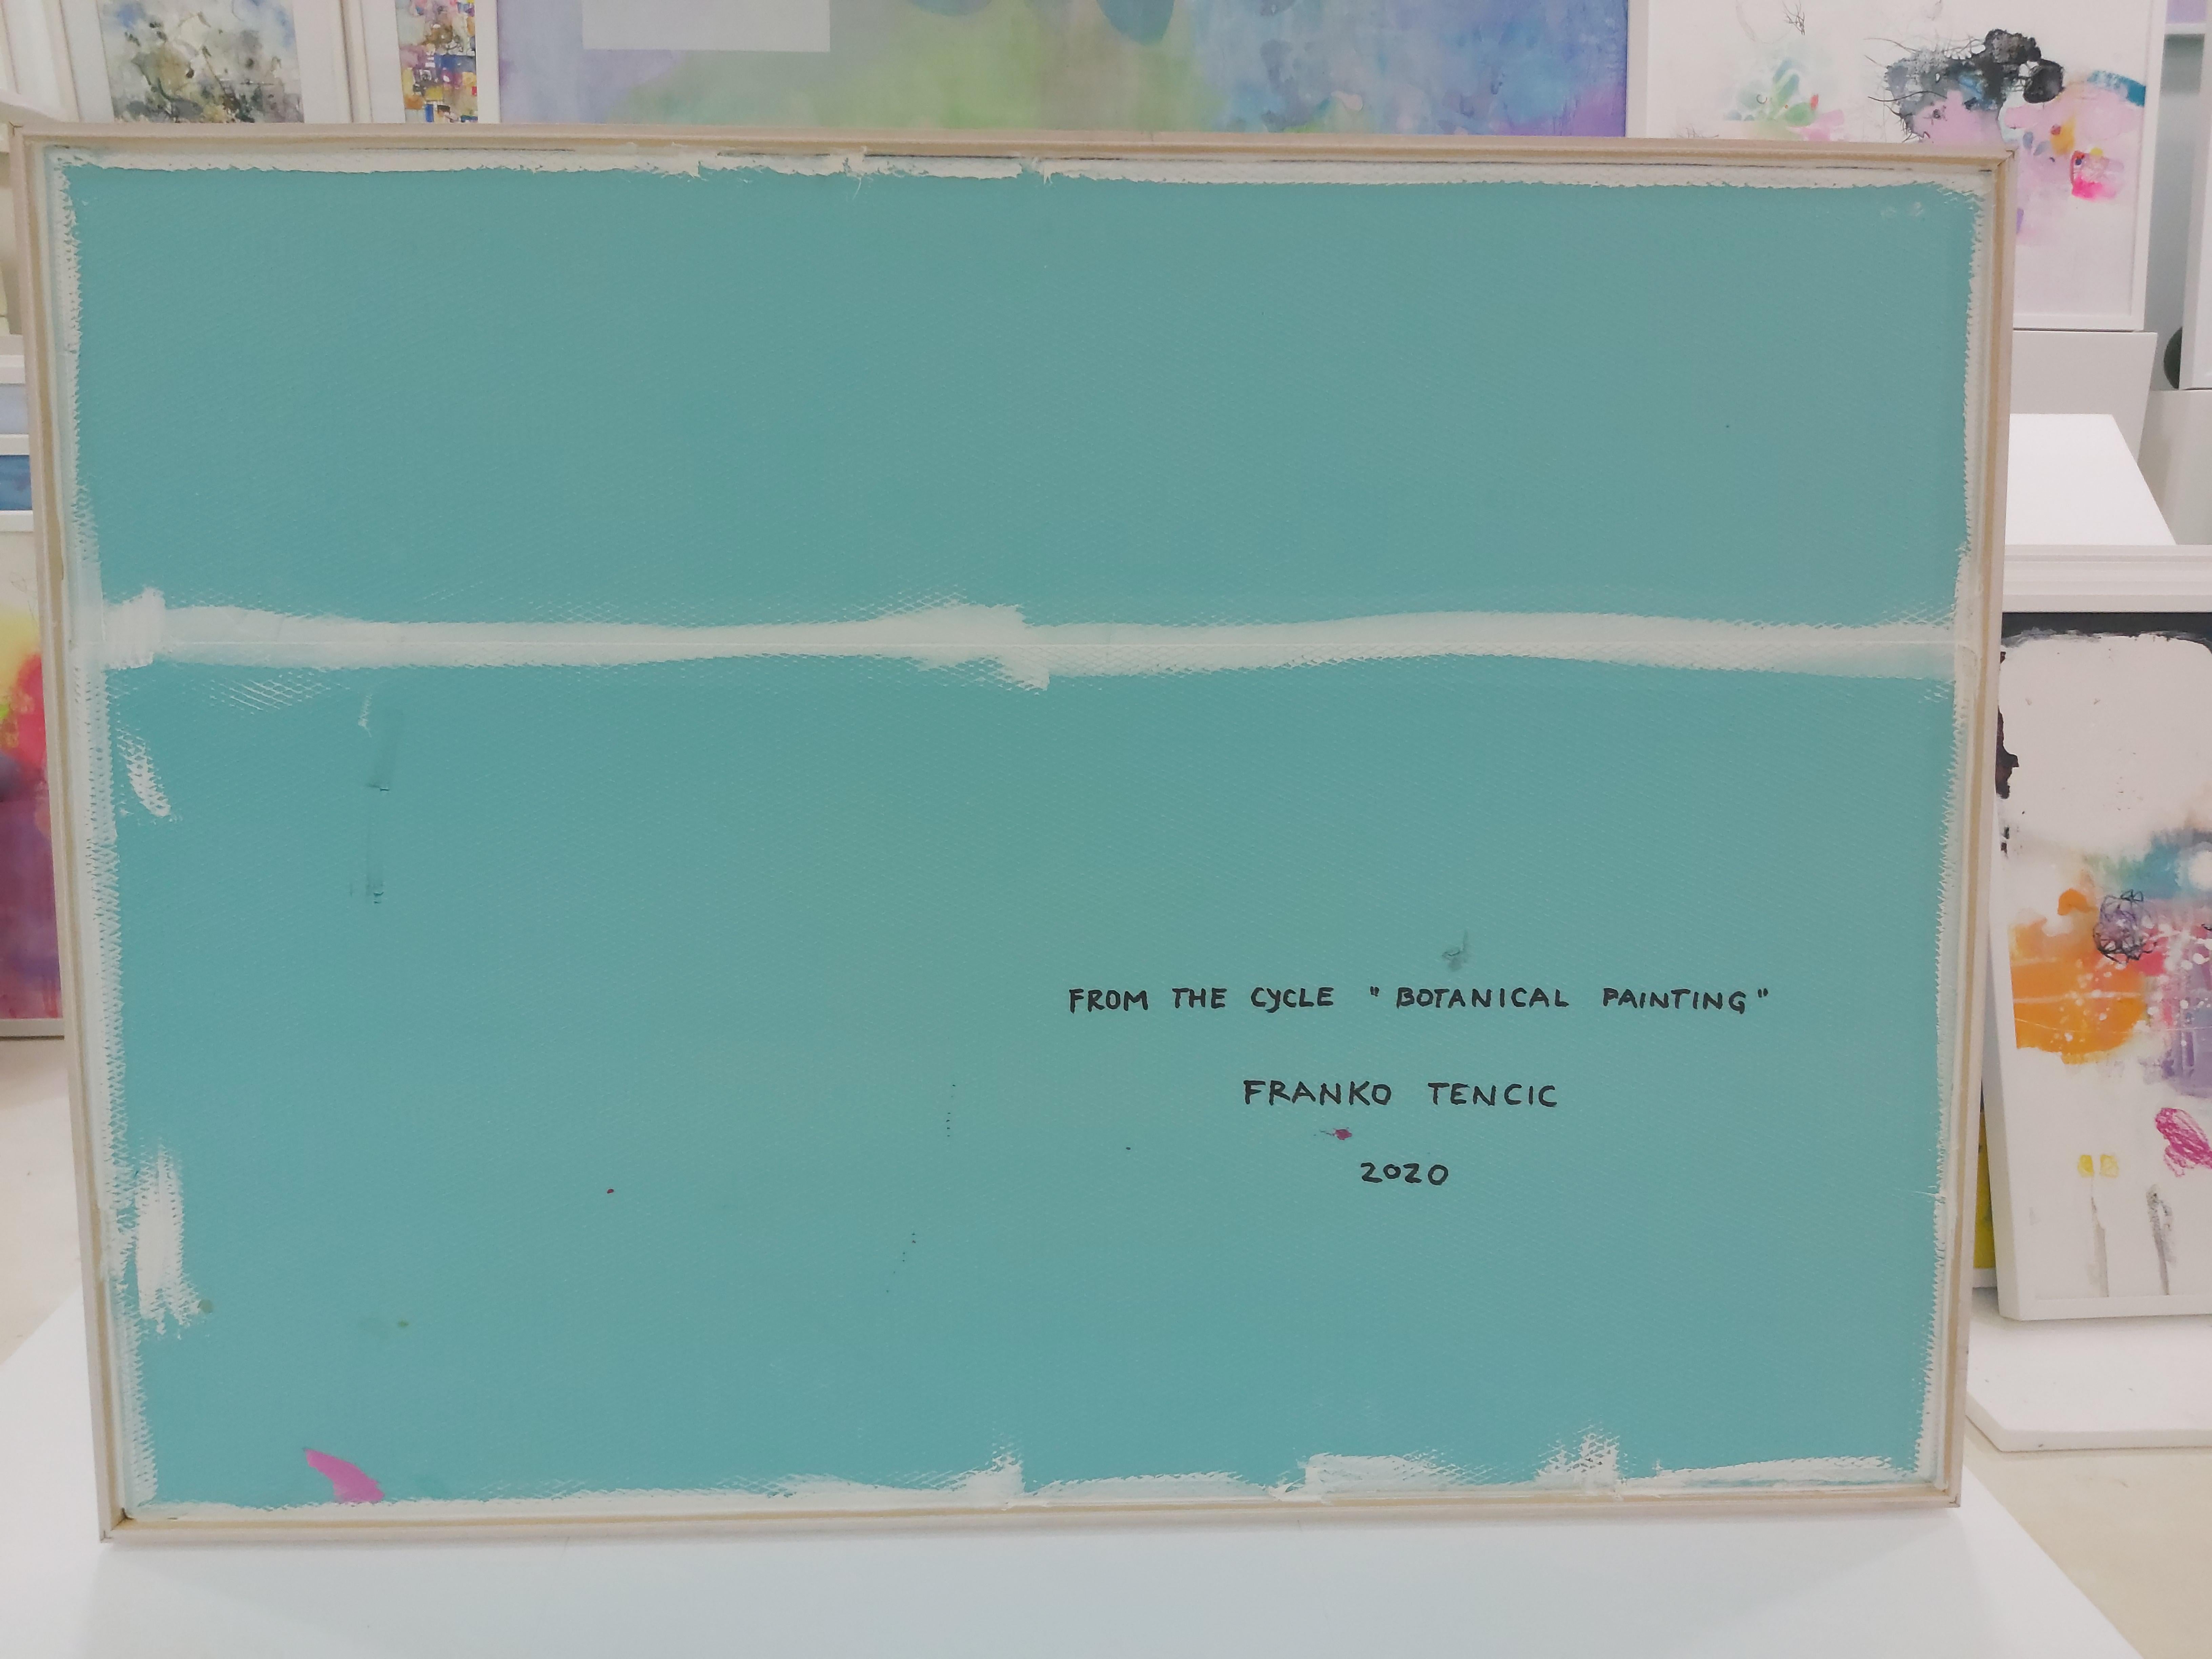 FROM THE CYCLE "BOTANICAL PAINTING"
FRANKO TENCIC
2020